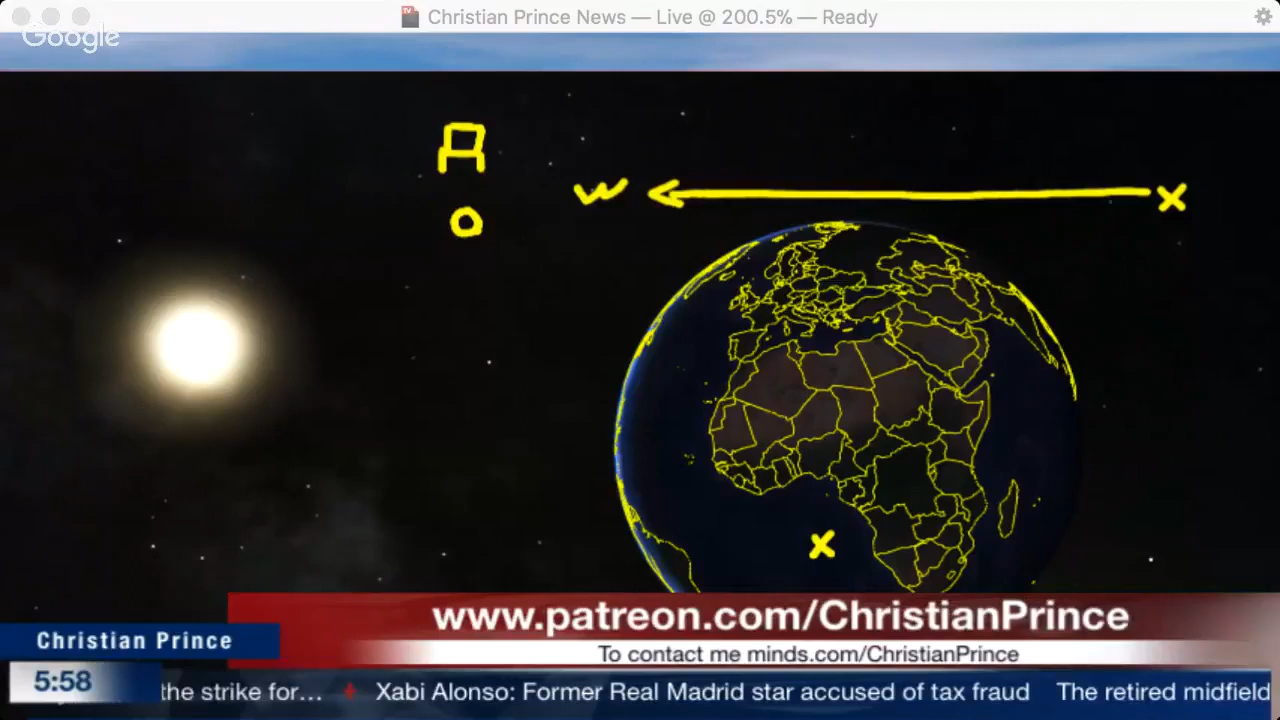 Christian Prince News — Live @ 200.5% — Ready
Google
W
X
O
X
www.patreon.com/ChristianPrince
Christian Prince
To contact me minds.com/ChristianPrince
5:58
the strike for... Xabi Alonso: Former Real Madrid star accused of tax fraud The retired midfield